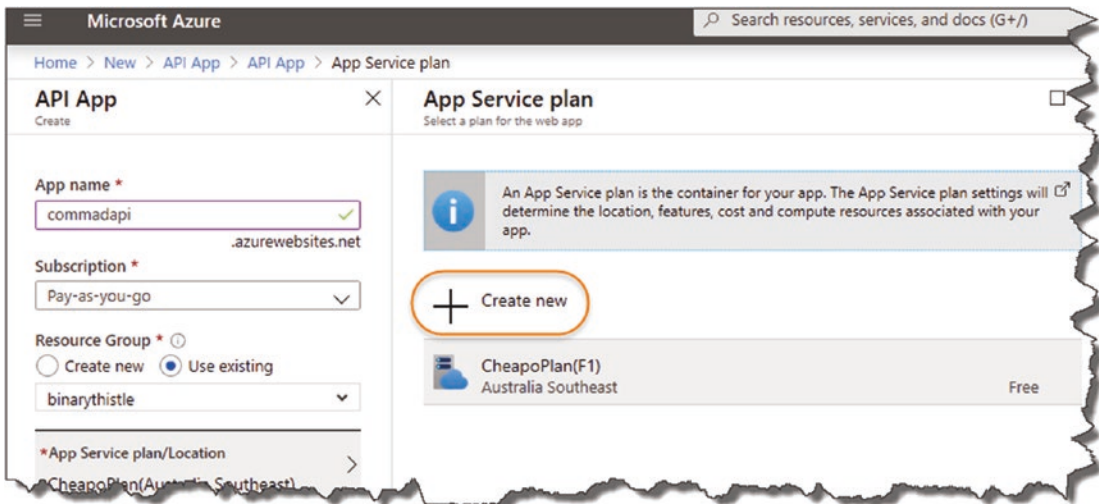 Microsoft Azure
Search resources, services, and docs (G+/)
Home > New > API App > API App > App Service plan
API App
Create
App name *
commadapi
.azurewebsites.net
Subscription *
Pay-as-you-go
Resource Group *
Create new Use existing
binarythistle
*App Service plan/Location
CheapoPlan(Australia Southeast)
App Service plan
Select a plan for the web app
An App Service plan is the container for your app. The App Service plan settings will
determine the location, features, cost and compute resources associated with your
app.
Create new
CheapoPlan(F1)
Australia Southeast
Free